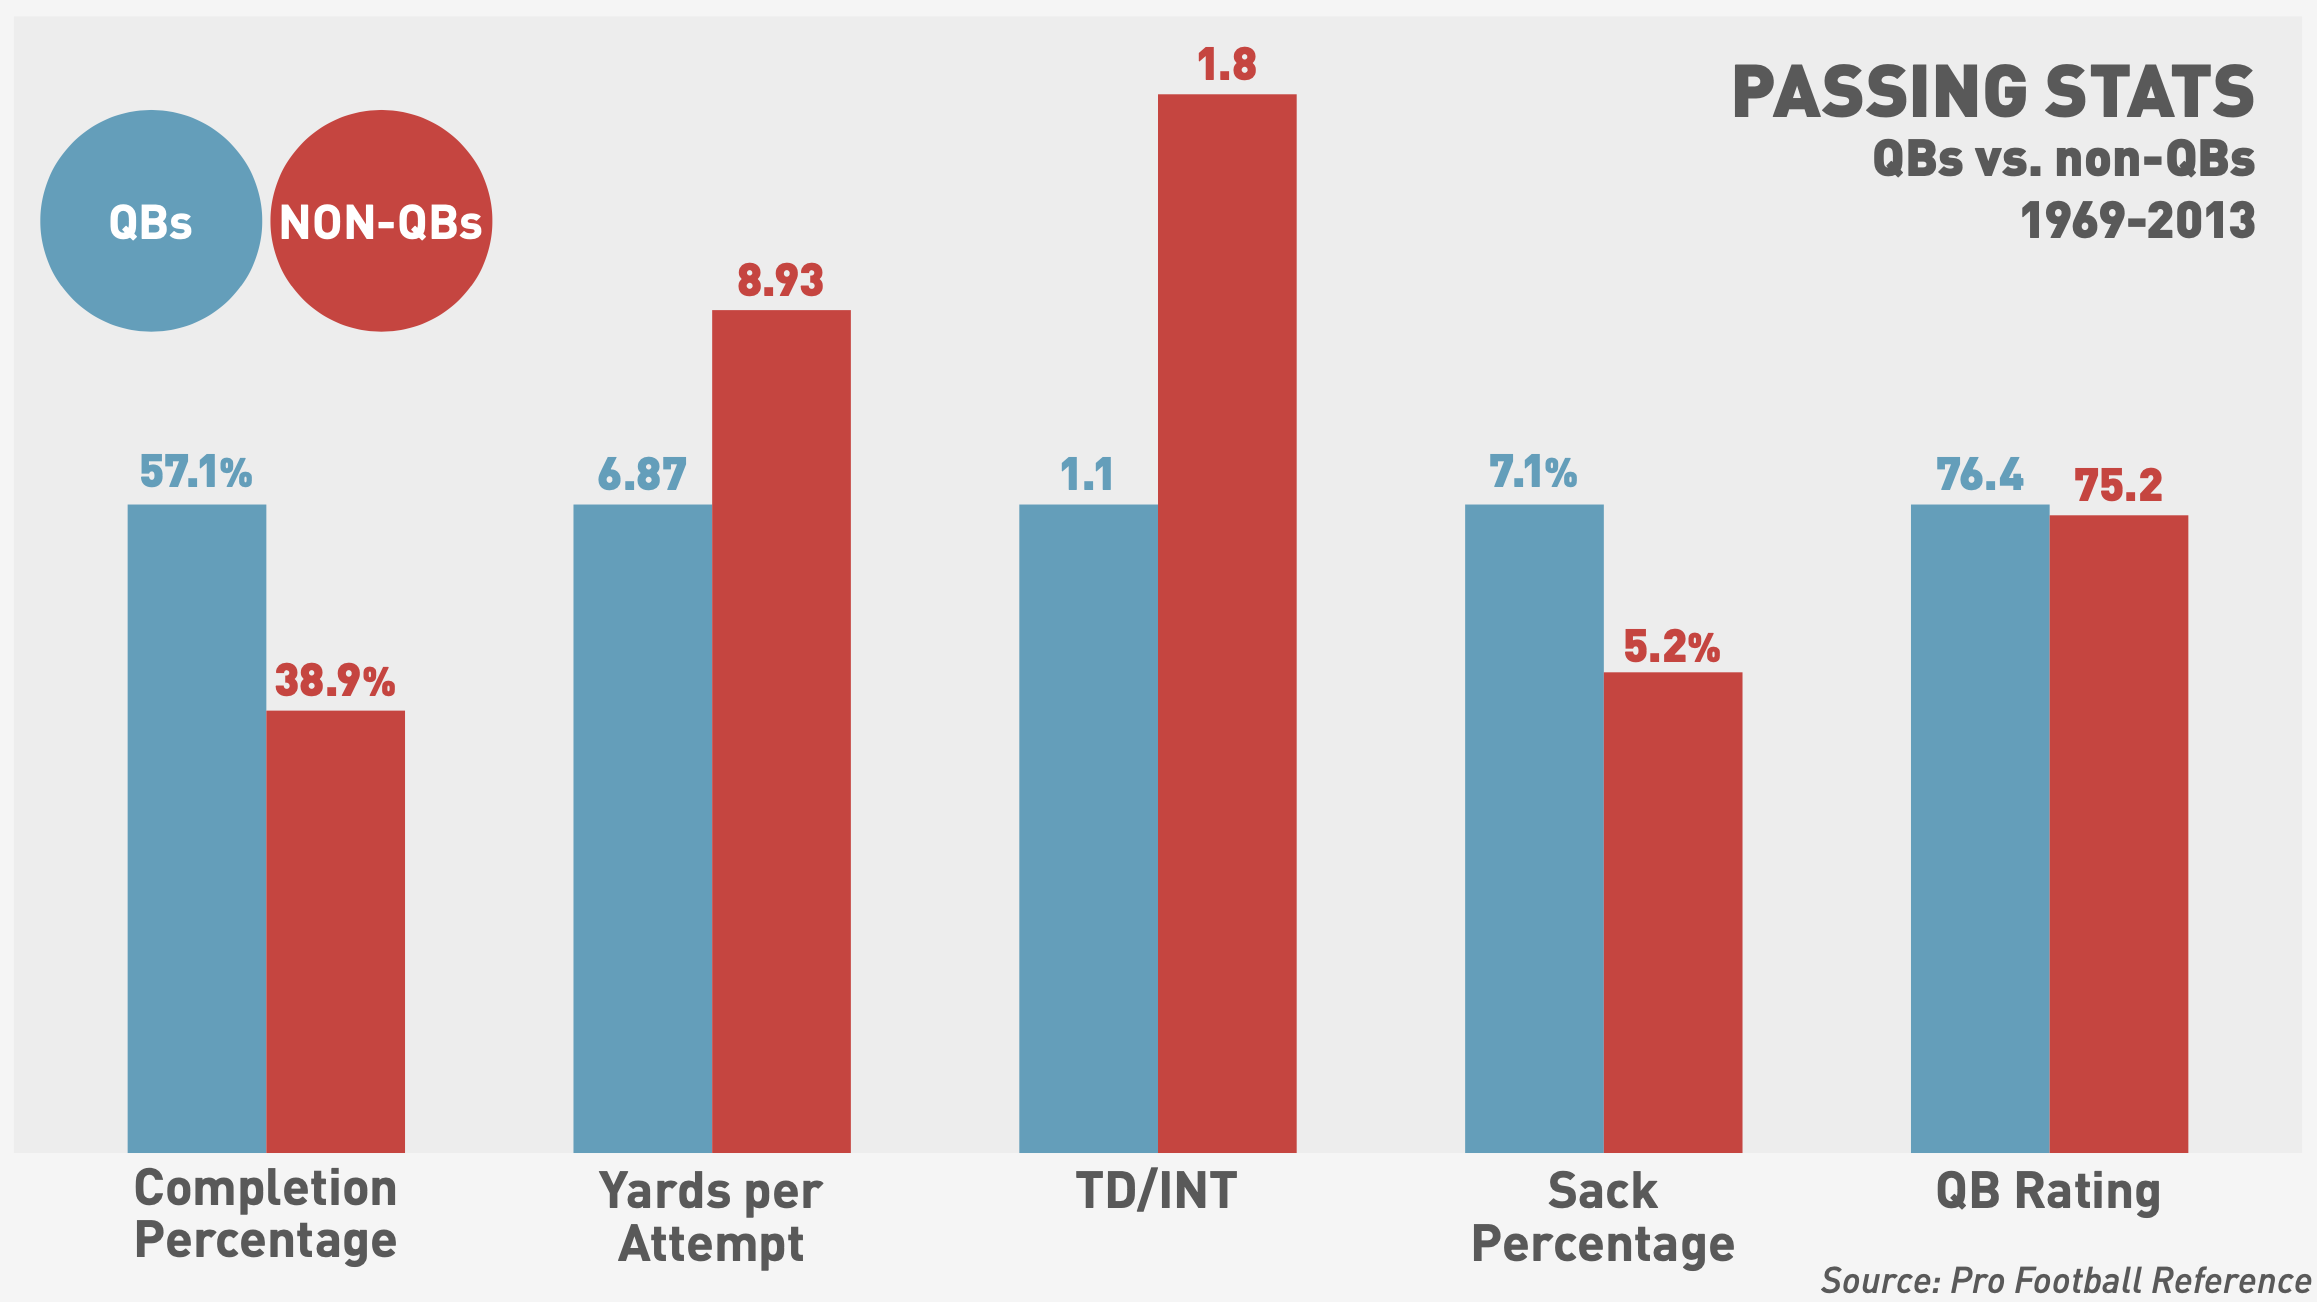 PASSING STATS
QBs vs. non-QBs
1969-2013
QBs
NON-QBs
57.1%
38.9%
6.87
8.93
1.1
1.8
7.1%
5.2%
76.4
75.2
Completion
Percentage
Yards per
Attempt
TD/INT
Sack
Percentage
QB Rating
Source: Pro Football Reference